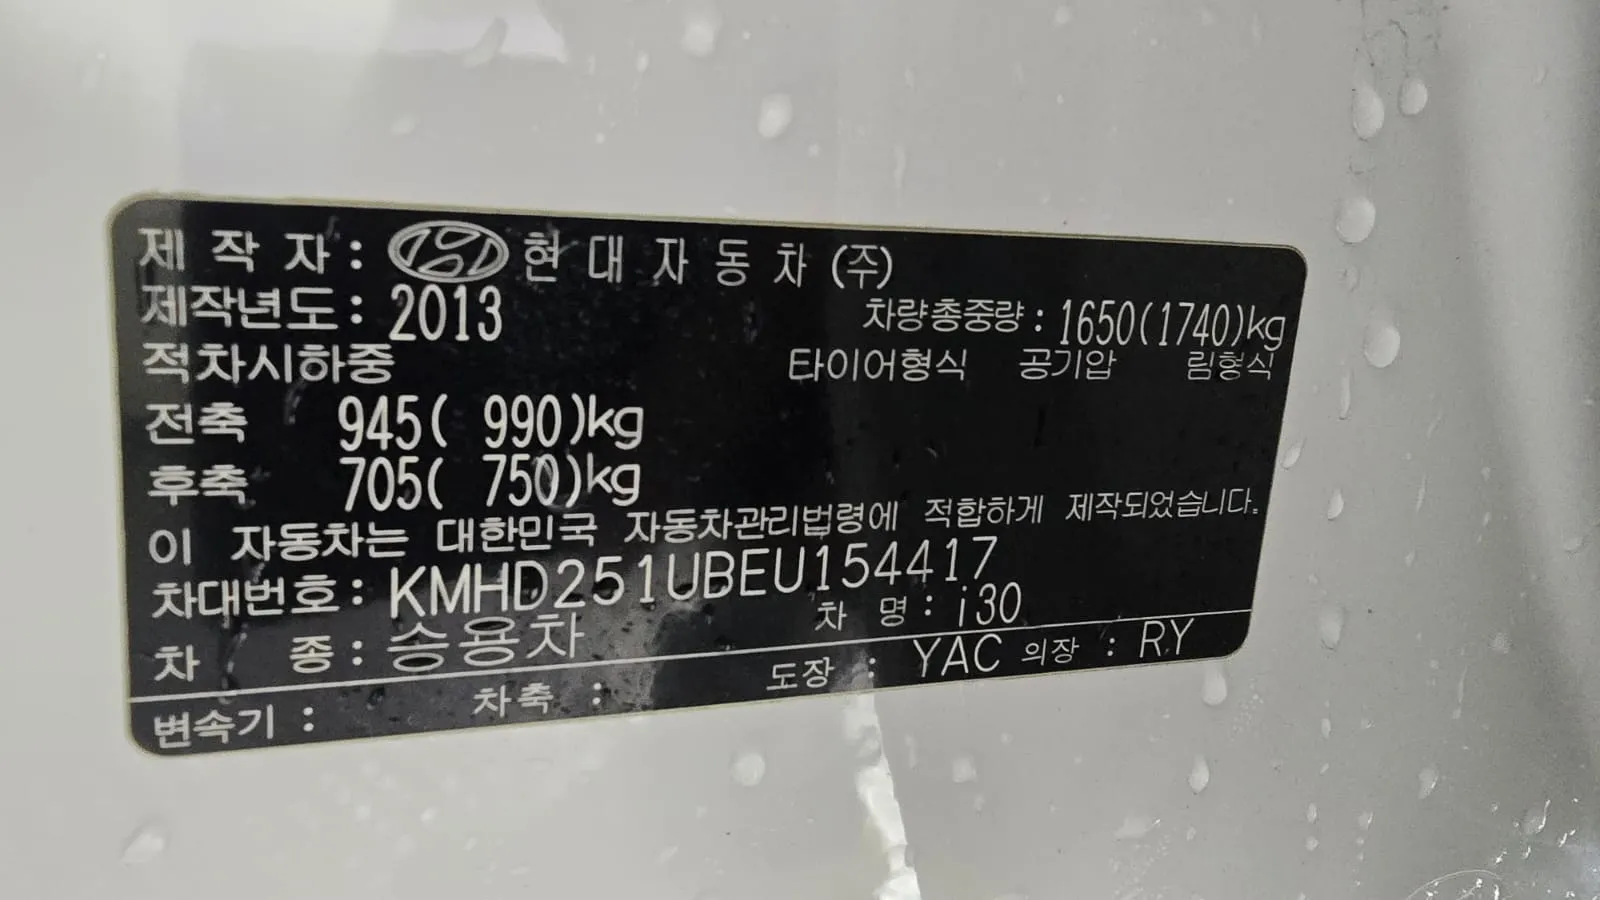 제 작 자 : 현 대 자 동 차 (주)
제작년도 : 2013
차량총중량 : 1650(1740)kg
적차시하중
타이어형식 공기압 림형식
전축 945( 990)kg
후축 705( 750)kg
이 자동차는 대한민국 자동차관리법령에 적합하게 제작되었습니다.
차대번호 : KMHD251UBEU154417
차 종 : 승용차
차 명 : i30
변속기 : 차축 : 도장 : YAC 의장 : RY